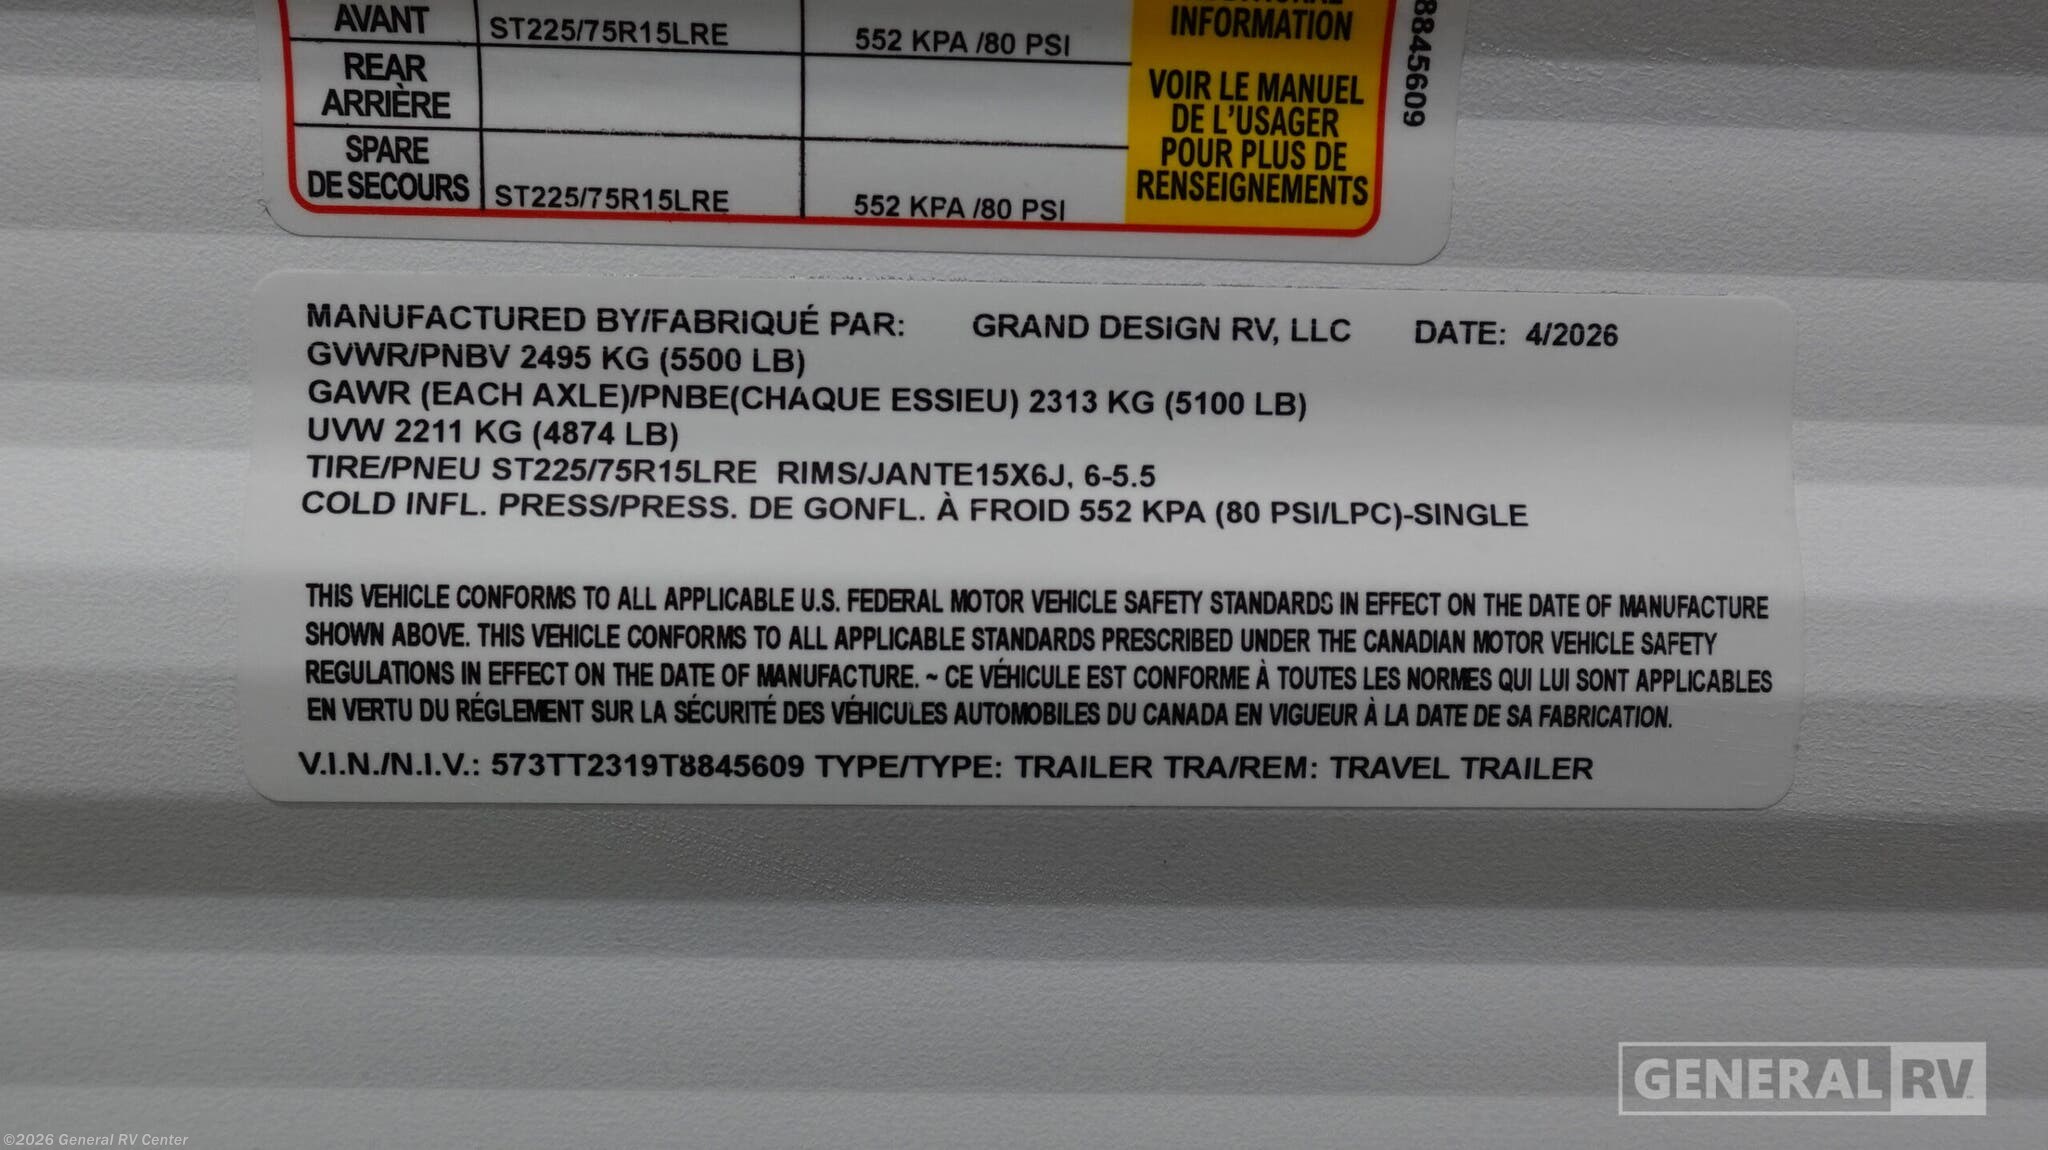 AVANT ST225/75R15LRE 552 KPA /80 PSI
INFORMATION
REAR
ARRIÈRE
VOIR LE MANUEL
DE L'USAGER
POUR PLUS DE
RENSEIGNEMENTS
SPARE
DE SECOURS ST225/75R15LRE 552 KPA /80 PSI
8845609
MANUFACTURED BY/FABRIQUÉ PAR: GRAND DESIGN RV, LLC DATE: 4/2026
GVWR/PNBV 2495 KG (5500 LB)
GAWR (EACH AXLE)/PNBE(CHAQUE ESSIEU) 2313 KG (5100 LB)
UVW 2211 KG (4874 LB)
TIRE/PNEU ST225/75R15LRE RIMS/JANTE15X6J, 6-5.5
COLD INFL. PRESS/PRESS. DE GONFL. À FROID 552 KPA (80 PSI/LPC)-SINGLE
THIS VEHICLE CONFORMS TO ALL APPLICABLE U.S. FEDERAL MOTOR VEHICLE SAFETY STANDARDS IN EFFECT ON THE DATE OF MANUFACTURE
SHOWN ABOVE. THIS VEHICLE CONFORMS TO ALL APPLICABLE STANDARDS PRESCRIBED UNDER THE CANADIAN MOTOR VEHICLE SAFETY
REGULATIONS IN EFFECT ON THE DATE OF MANUFACTURE. ~ CE VÉHICULE EST CONFORME À TOUTES LES NORMES QUI LUI SONT APPLICABLES
EN VERTU DU RÉGLEMENT SUR LA SÉCURITÉ DES VÉHICULES AUTOMOBILES DU CANADA EN VIGUEUR À LA DATE DE SA FABRICATION.
V.I.N./N.I.V.: 573TT2319T8845609 TYPE/TYPE: TRAILER TRA/REM: TRAVEL TRAILER
GENERAL RV
©2026 General RV Center